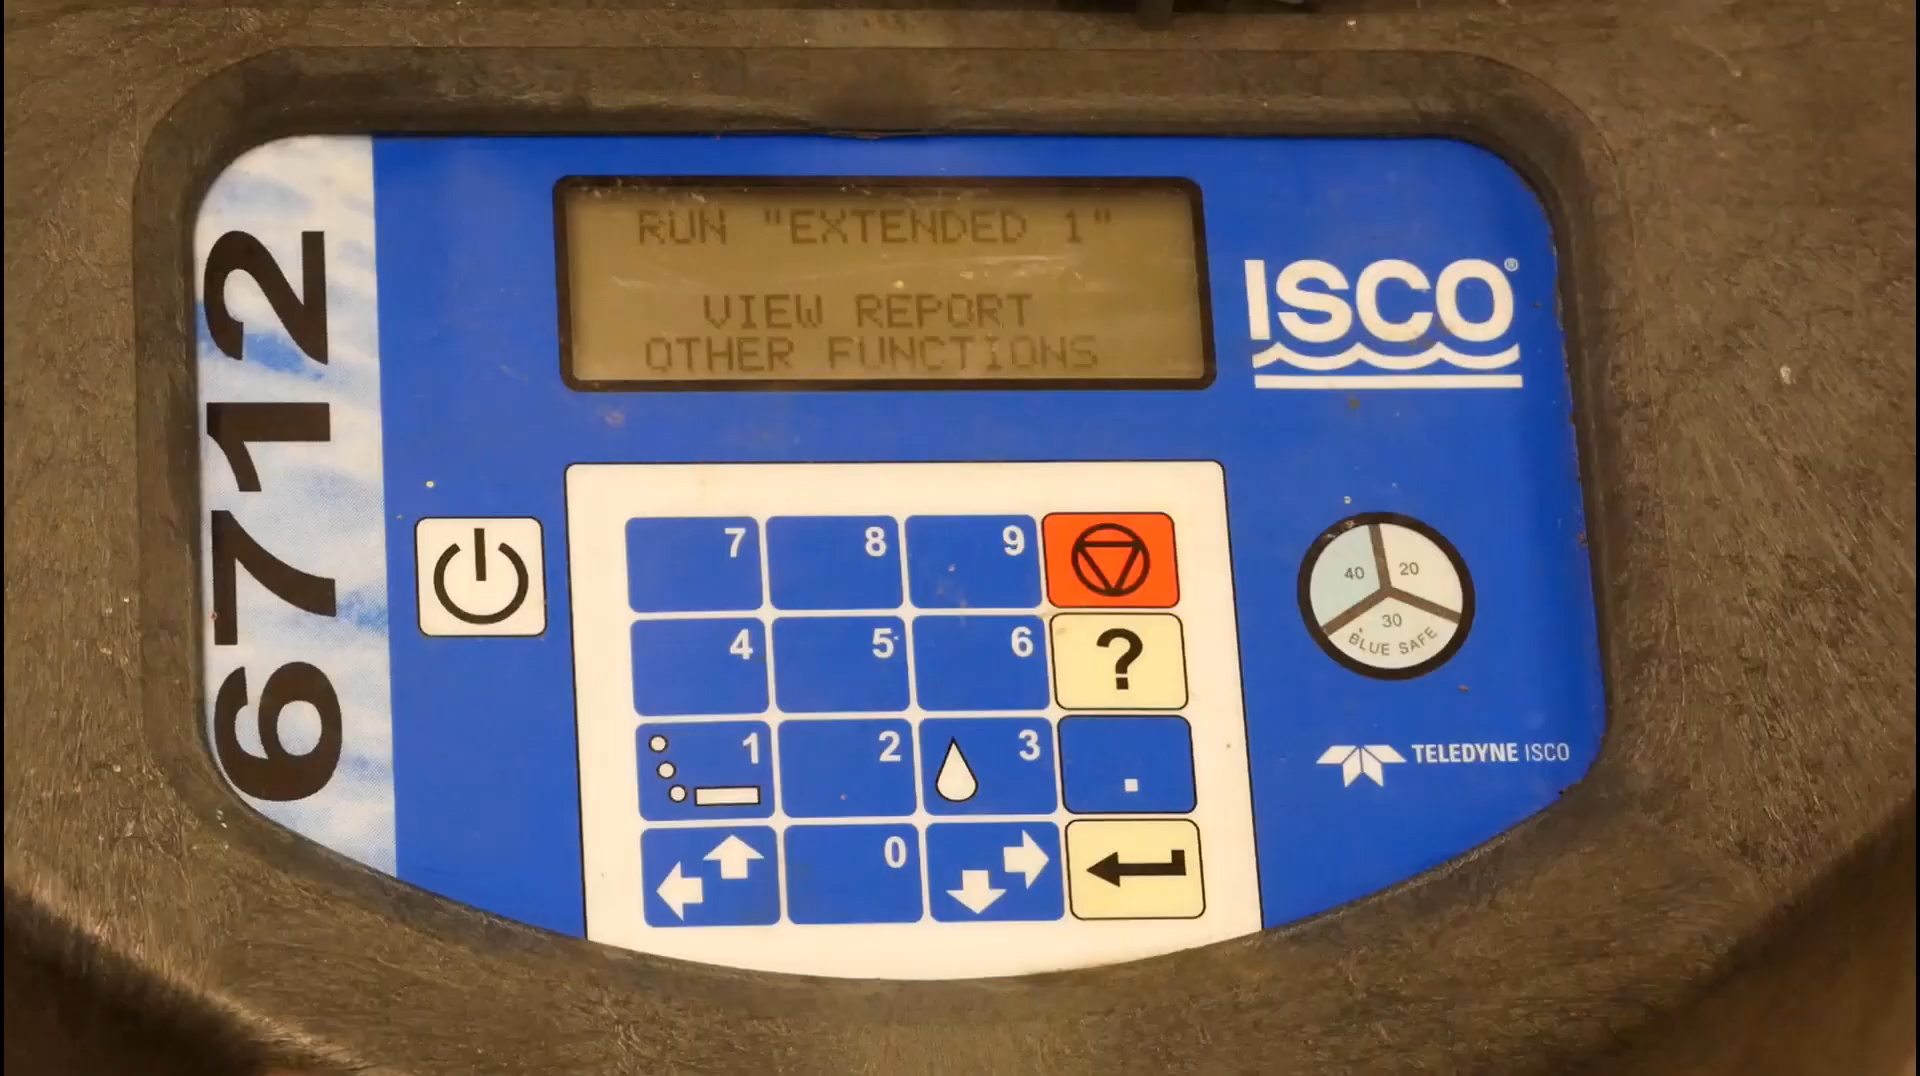 6712
RUN "EXTENDED 1"
VIEW REPORT
OTHER FUNCTIONS
ISCO®
7 8 9
4 5 6 ?
1 2 3 .
0
40 20
30
BLUE SAFE
TELEDYNE ISCO